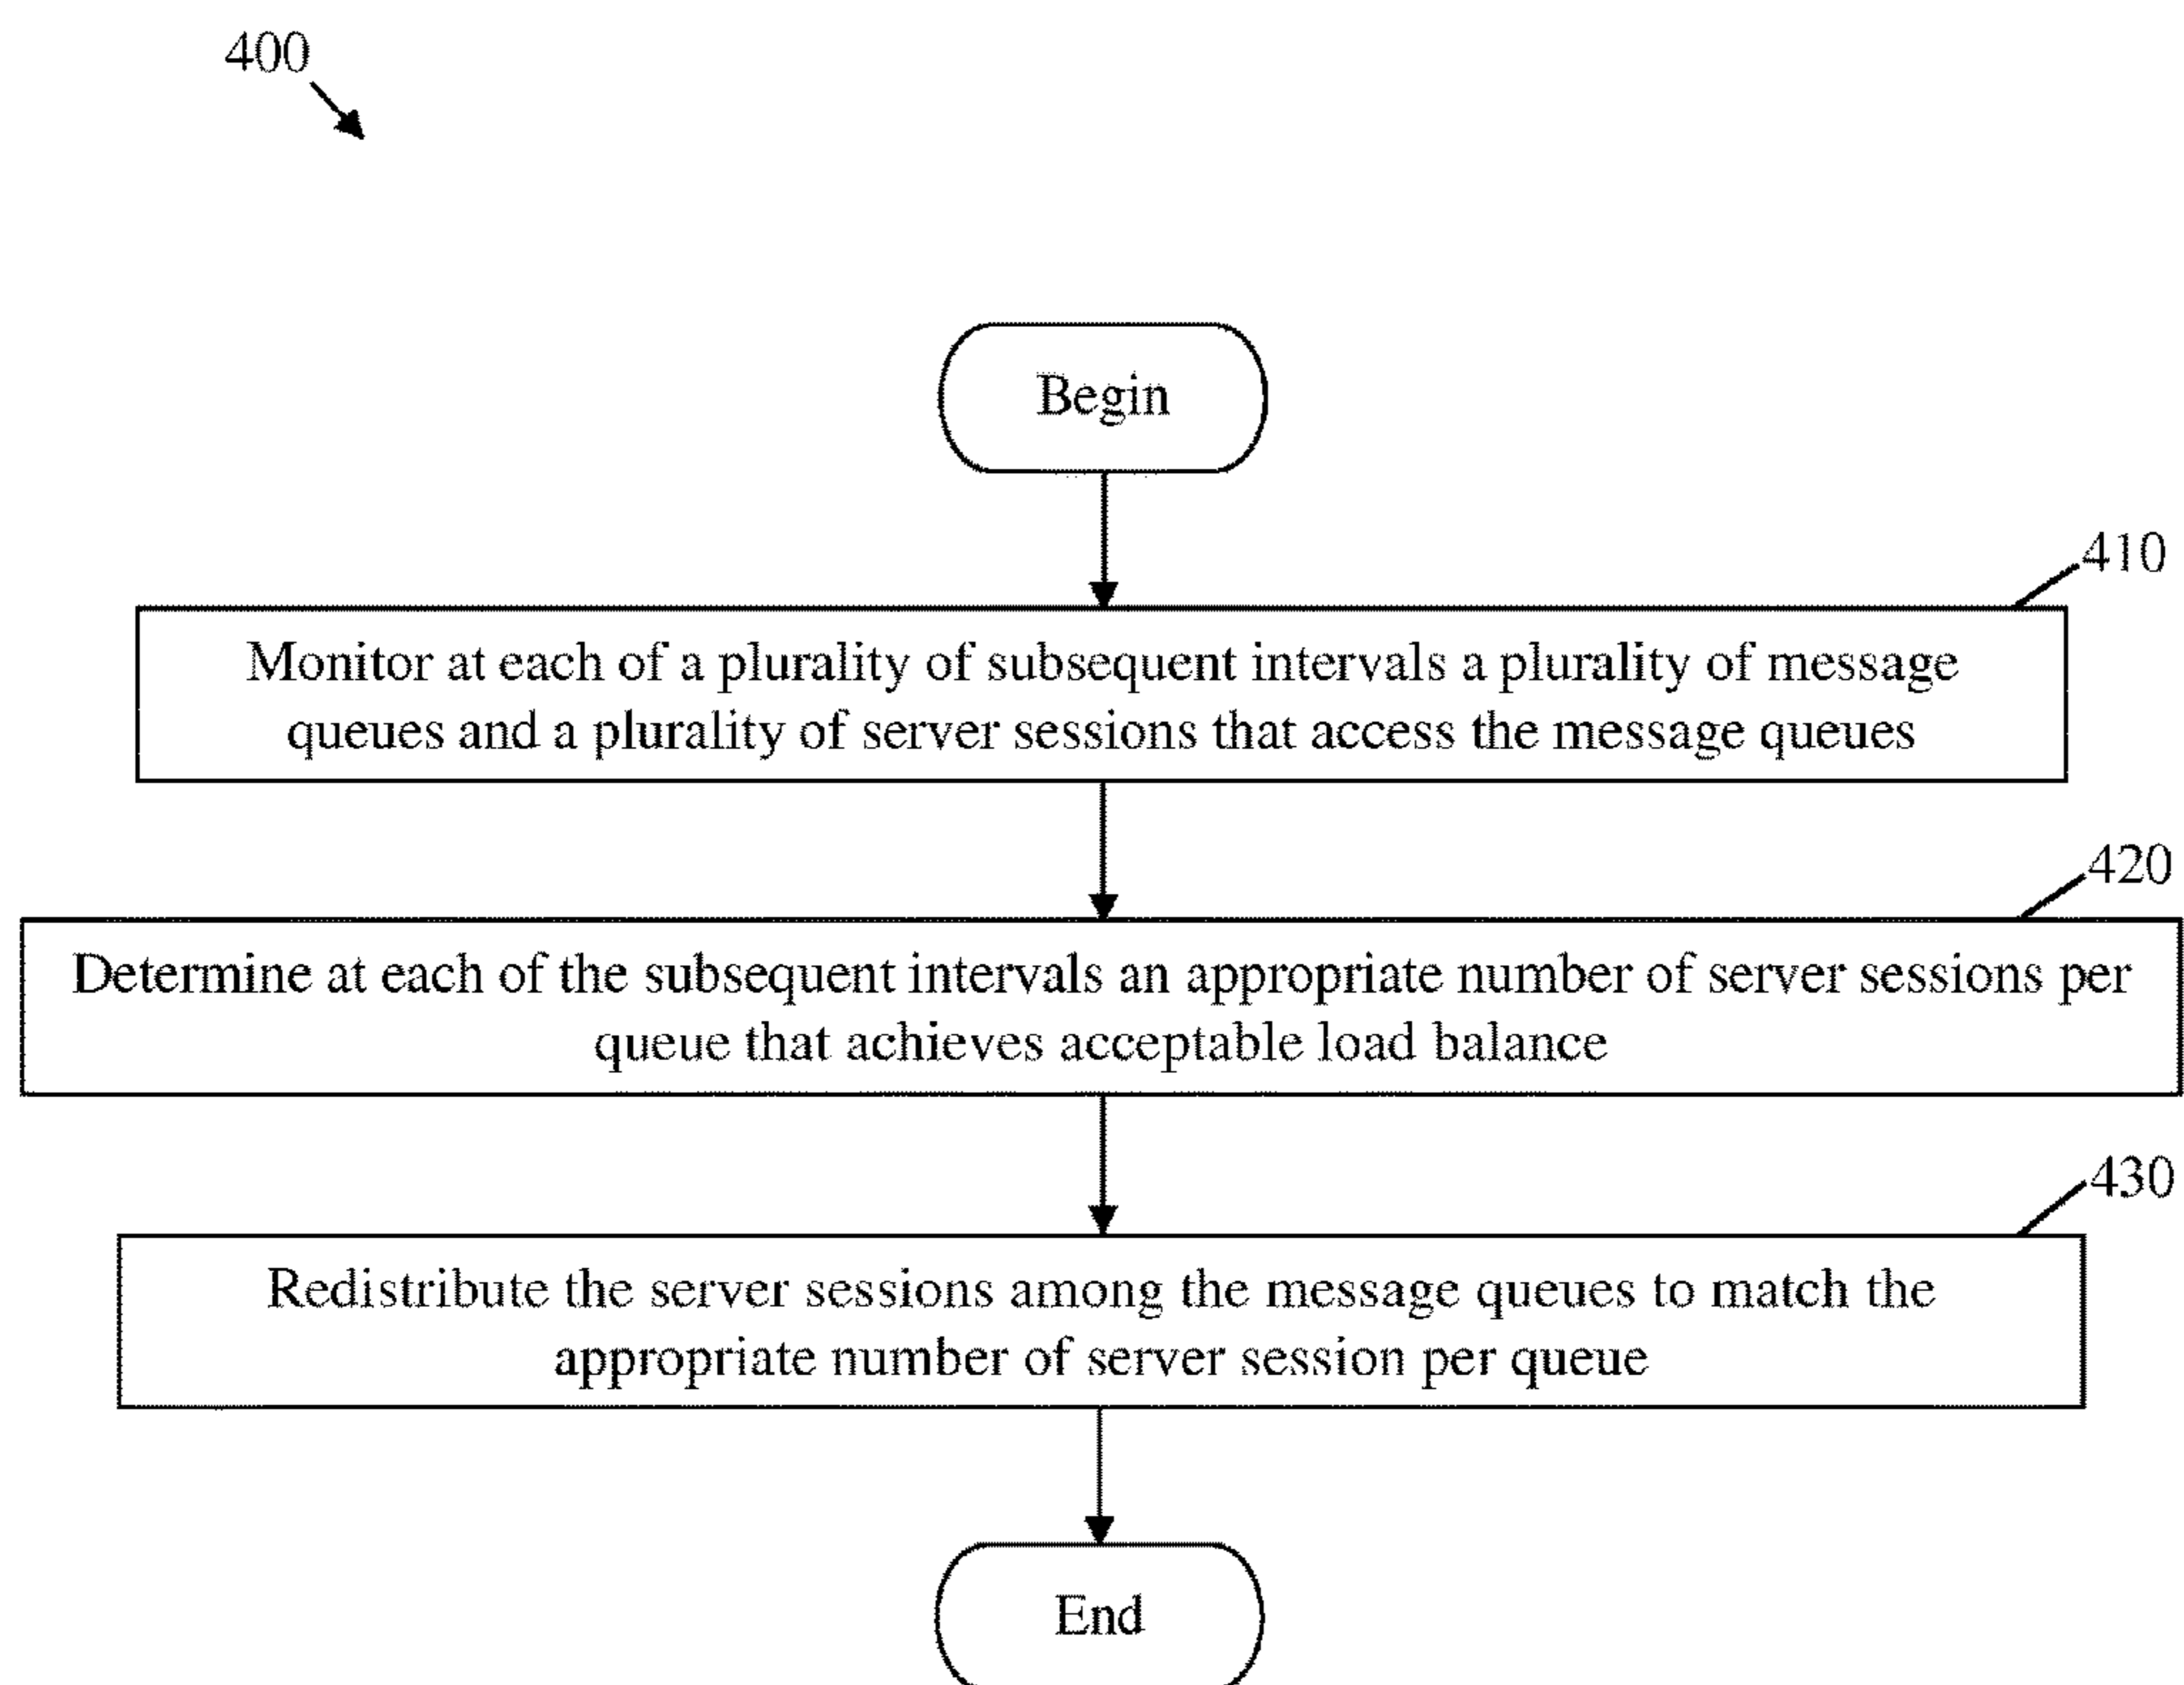 400
Begin
410
Monitor at each of a plurality of subsequent intervals a plurality of message
queues and a plurality of server sessions that access the message queues
420
Determine at each of the subsequent intervals an appropriate number of server sessions per
queue that achieves acceptable load balance
430
Redistribute the server sessions among the message queues to match the
appropriate number of server session per queue
End